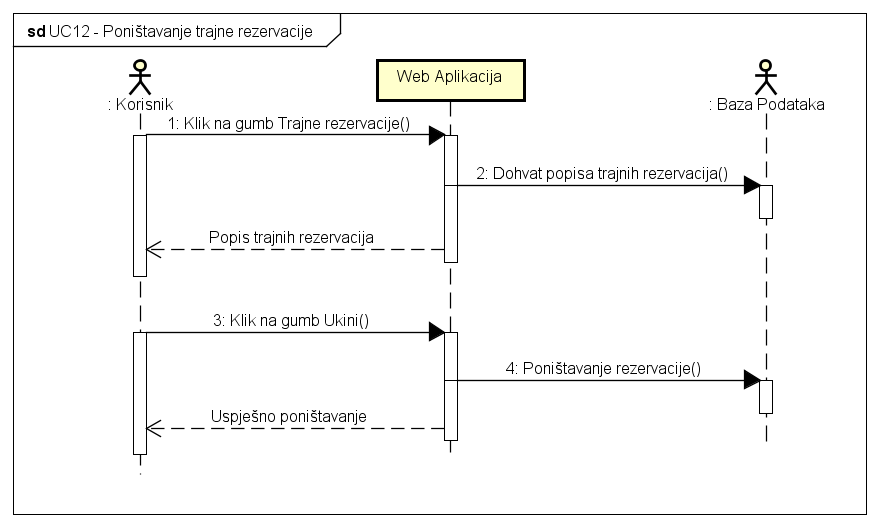 sd UC12 - Poništavanje trajne rezervacije
: Korisnik
Web Aplikacija
: Baza Podataka
1: Klik na gumb Trajne rezervacije()
2: Dohvat popisa trajnih rezervacija()
Popis trajnih rezervacija
3: Klik na gumb Ukini()
4: Poništavanje rezervacije()
Uspješno poništavanje